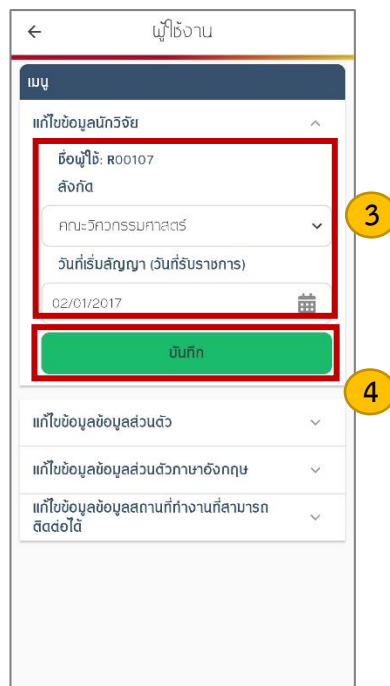 ผู้ใช้งาน
เมนู
แก้ไขข้อมูลนักวิจัย
ชื่อผู้ใช้: R00107
สังกัด
คณะวิศวกรรมศาสตร์
3
วันที่เริ่มสัญญา (วันที่รับราชการ)
02/01/2017
บันทึก
4
แก้ไขข้อมูลข้อมูลส่วนตัว
แก้ไขข้อมูลข้อมูลส่วนตัวภาษาอังกฤษ
แก้ไขข้อมูลข้อมูลสถานที่ทำงานที่สามารถ
ติดต่อได้